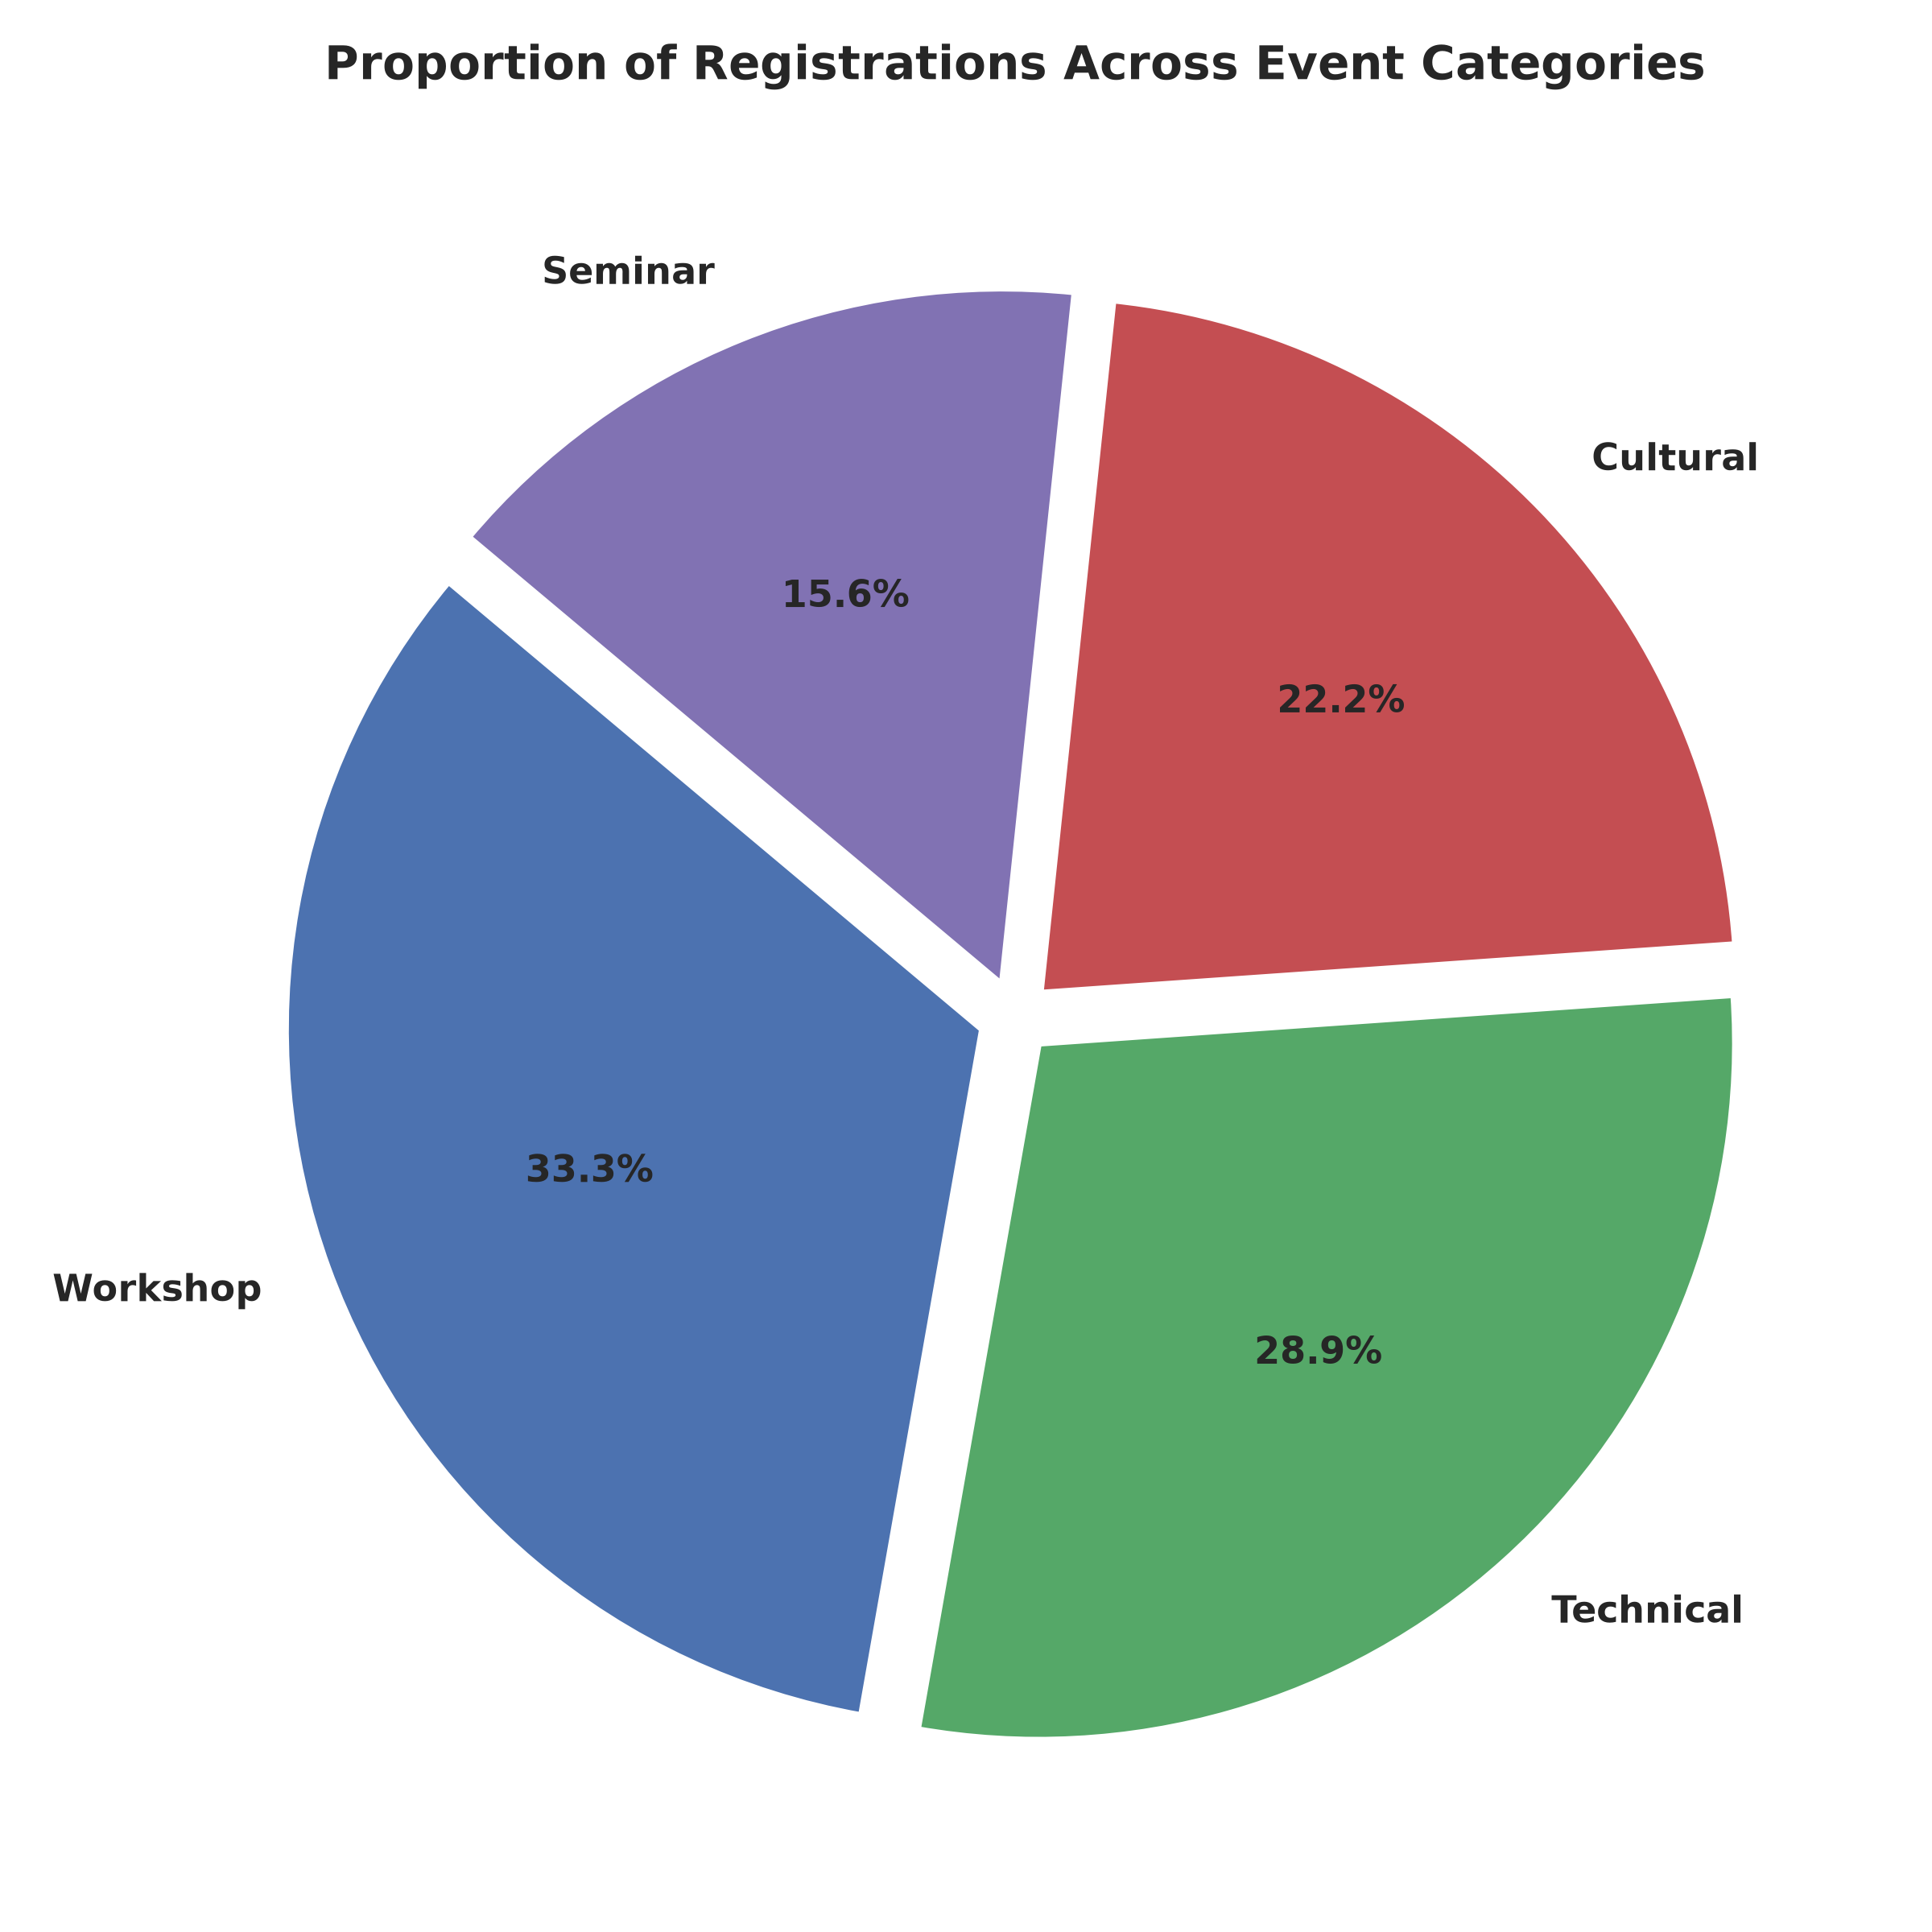 Proportion of Registrations Across Event Categories
Seminar
Cultural
15.6%
22.2%
33.3%
Workshop
28.9%
Technical